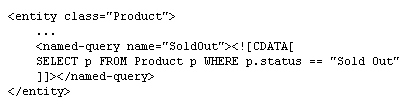 <entity class="Product">
...
<named-query name="SoldOut"><![CDATA[
SELECT p FROM Product p WHERE p.status == "Sold Out"
]]></named-query>
</entity>